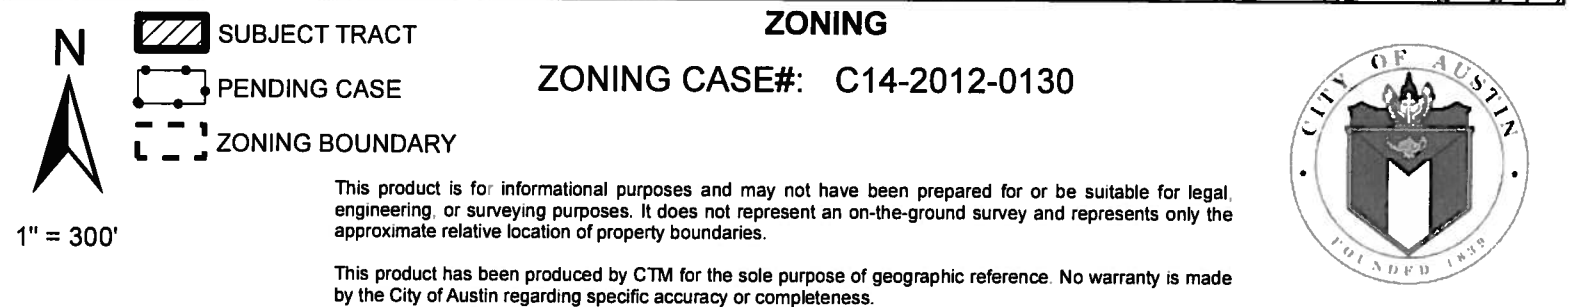 ZONING
N
SUBJECT TRACT
PENDING CASE
ZONING BOUNDARY
1" = 300'
ZONING CASE#: C14-2012-0130
This product is for informational purposes and may not have been prepared for or be suitable for legal,
engineering, or surveying purposes. It does not represent an on-the-ground survey and represents only the
approximate relative location of property boundaries.
This product has been produced by CTM for the sole purpose of geographic reference. No warranty is made
by the City of Austin regarding specific accuracy or completeness.
CITY OF AUSTIN
FOUNDED 1839